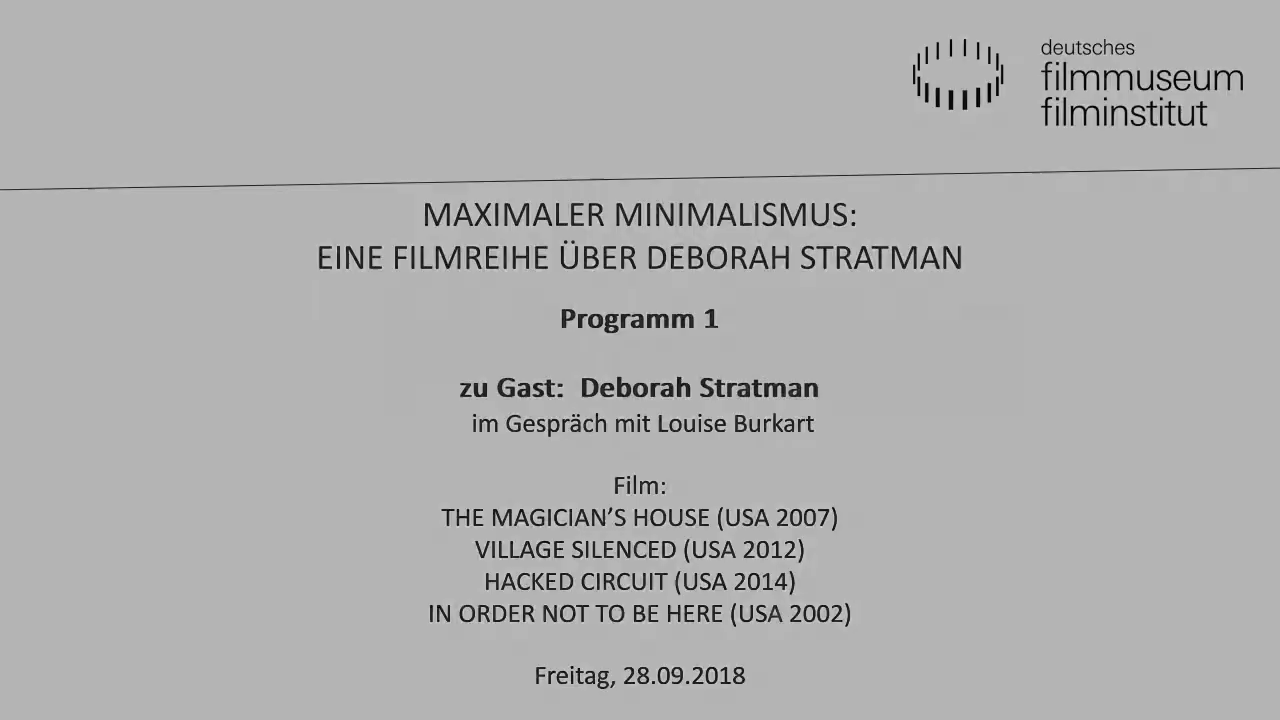 deutsches
filmmuseum
filminstitut
MAXIMALER MINIMALISMUS:
EINE FILMREIHE ÜBER DEBORAH STRATMAN
Programm 1
zu Gast: Deborah Stratman
im Gespräch mit Louise Burkart
Film:
THE MAGICIAN’S HOUSE (USA 2007)
VILLAGE SILENCED (USA 2012)
HACKED CIRCUIT (USA 2014)
IN ORDER NOT TO BE HERE (USA 2002)
Freitag, 28.09.2018